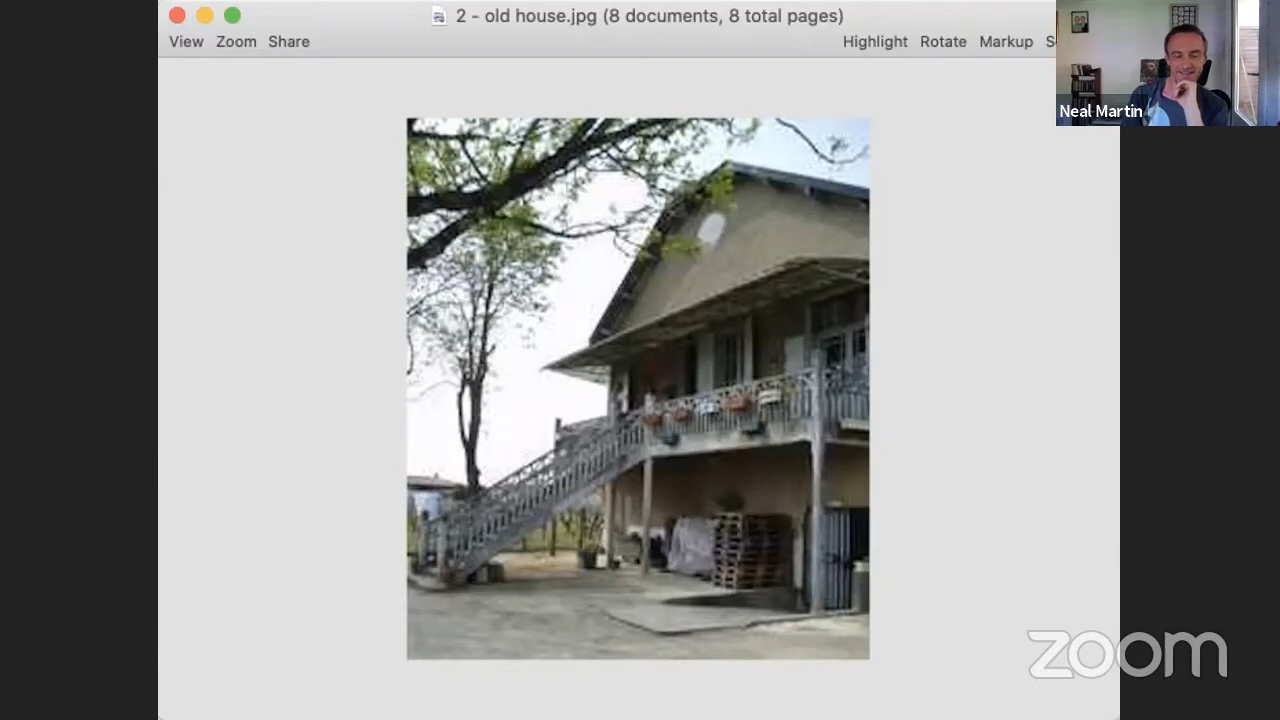 2 - old house.jpg (8 documents, 8 total pages)
View Zoom Share
Highlight Rotate Markup
Neal Martin
zoom